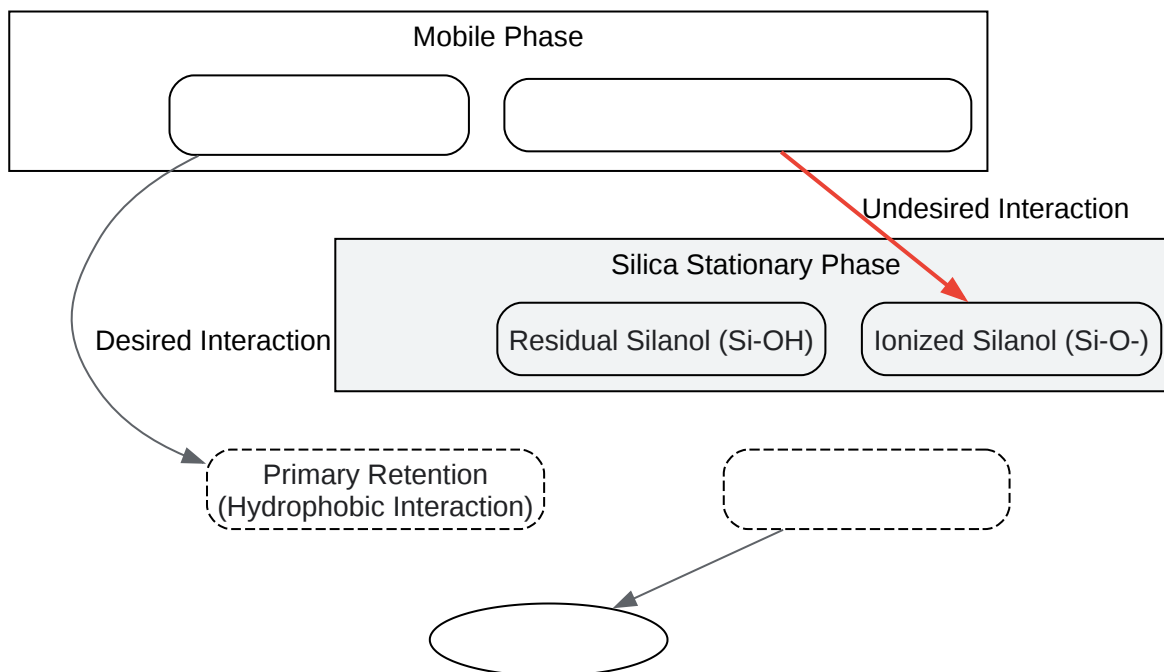 Mobile Phase
Undesired Interaction
Silica Stationary Phase
Desired Interaction
Residual Silanol (Si-OH)
Ionized Silanol (Si-O-)
Primary Retention
(Hydrophobic Interaction)